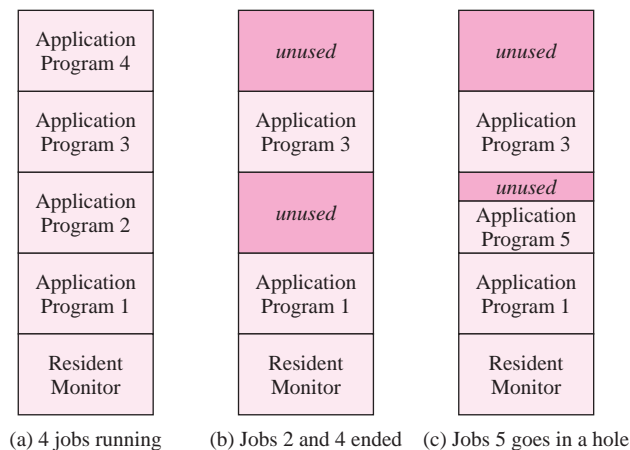 Application
Program 4
Application
Program 3
Application
Program 2
Application
Program 1
Resident
Monitor
(a) 4 jobs running
unused
Application
Program 3
unused
Application
Program 1
Resident
Monitor
(b) Jobs 2 and 4 ended
unused
Application
Program 3
unused
Application
Program 5
Application
Program 1
Resident
Monitor
(c) Jobs 5 goes in a hole